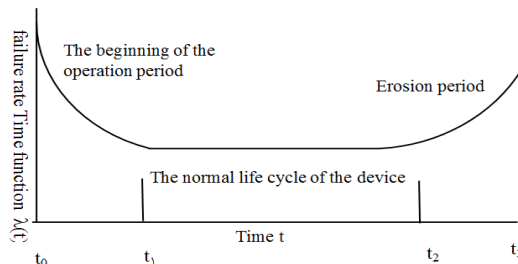 failure rate Time function λ(t)
The beginning of the
operation period
Erosion period
The normal life cycle of the device
Time t
t₀
t₁
t₂